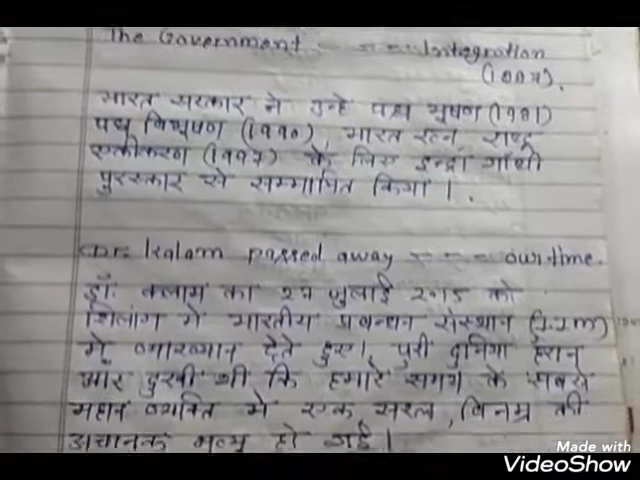 The Government - - - Integration
(1997).
भारत सरकार ने उन्हे पद्म भूषण (1981)
पद्म विभूषण (1990), भारत रत्न राष्ट्र
एकीकरण (1997) के लिए इन्द्रा गांधी
पुरस्कार से सम्मानित किया।
Dr. Kalam passed away - - - our time.
डॉ. कलाम का 27 जुलाई 2015 को
शिलांग में भारतीय प्रबन्धन संस्थान (I.I.M)
में व्याख्यान देते हुए। पुरी दुनिया हैरान
और दुखी थी कि हमारे समय के सबसे
महान व्यक्ति में एक सरल, विनम्र की
अचानक मृत्यु हो गई।
Made with
VideoShow